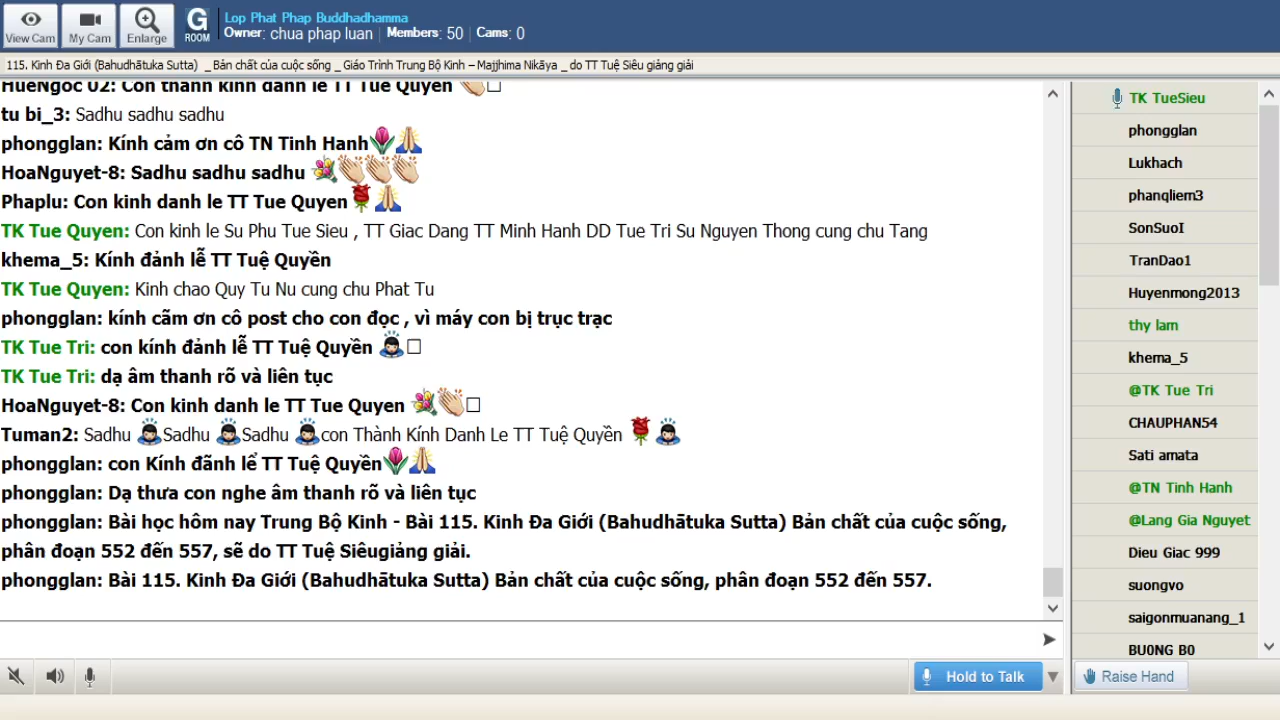 View Cam
My Cam
Enlarge
G
ROOM
Lop Phat Phap Buddhadhamma
Owner: chua phap luan | Members: 50 | Cams: 0
115. Kinh Đa Giới (Bahudhātuka Sutta) _ Bản chất của cuộc sống _ Giáo Trình Trung Bộ Kinh – Majjhima Nikāya _ do TT Tuệ Siêu giảng giải
HueNgoc 02: Con thanh kinh danh le TT Tue Quyen
tu bi_3: Sadhu sadhu sadhu
phongglan: Kính cảm ơn cô TN Tinh Hanh
HoaNguyet-8: Sadhu sadhu sadhu
Phaplu: Con kinh danh le TT Tue Quyen
TK Tue Quyen: Con kinh le Su Phu Tue Sieu , TT Giac Dang TT Minh Hanh DD Tue Tri Su Nguyen Thong cung chu Tang
khema_5: Kính đảnh lễ TT Tuệ Quyền
TK Tue Quyen: Kinh chao Quy Tu Nu cung chu Phat Tu
phongglan: kính cãm ơn cô post cho con đọc , vì máy con bị trục trạc
TK Tue Tri: con kính đảnh lễ TT Tuệ Quyền
TK Tue Tri: dạ âm thanh rõ và liên tục
HoaNguyet-8: Con kinh danh le TT Tue Quyen
Tuman2: Sadhu Sadhu Sadhu con Thành Kính Danh Le TT Tuệ Quyền
phongglan: con Kính đãnh lể TT Tuệ Quyền
phongglan: Dạ thưa con nghe âm thanh rõ và liên tục
phongglan: Bài học hôm nay Trung Bộ Kinh - Bài 115. Kinh Đa Giới (Bahudhātuka Sutta) Bản chất của cuộc sống,
phân đoạn 552 đến 557, sẽ do TT Tuệ Siêugiảng giải.
phongglan: Bài 115. Kinh Đa Giới (Bahudhātuka Sutta) Bản chất của cuộc sống, phân đoạn 552 đến 557.
TK TueSieu
phongglan
Lukhach
phanqliem3
SonSuoI
TranDao1
Huyenmong2013
thy lam
khema_5
@TK Tue Tri
CHAUPHAN54
Sati amata
@TN Tinh Hanh
@Lang Gia Nguyet
Dieu Giac 999
suongvo
saigonmuanang_1
BU0NG B0
Hold to Talk
Raise Hand